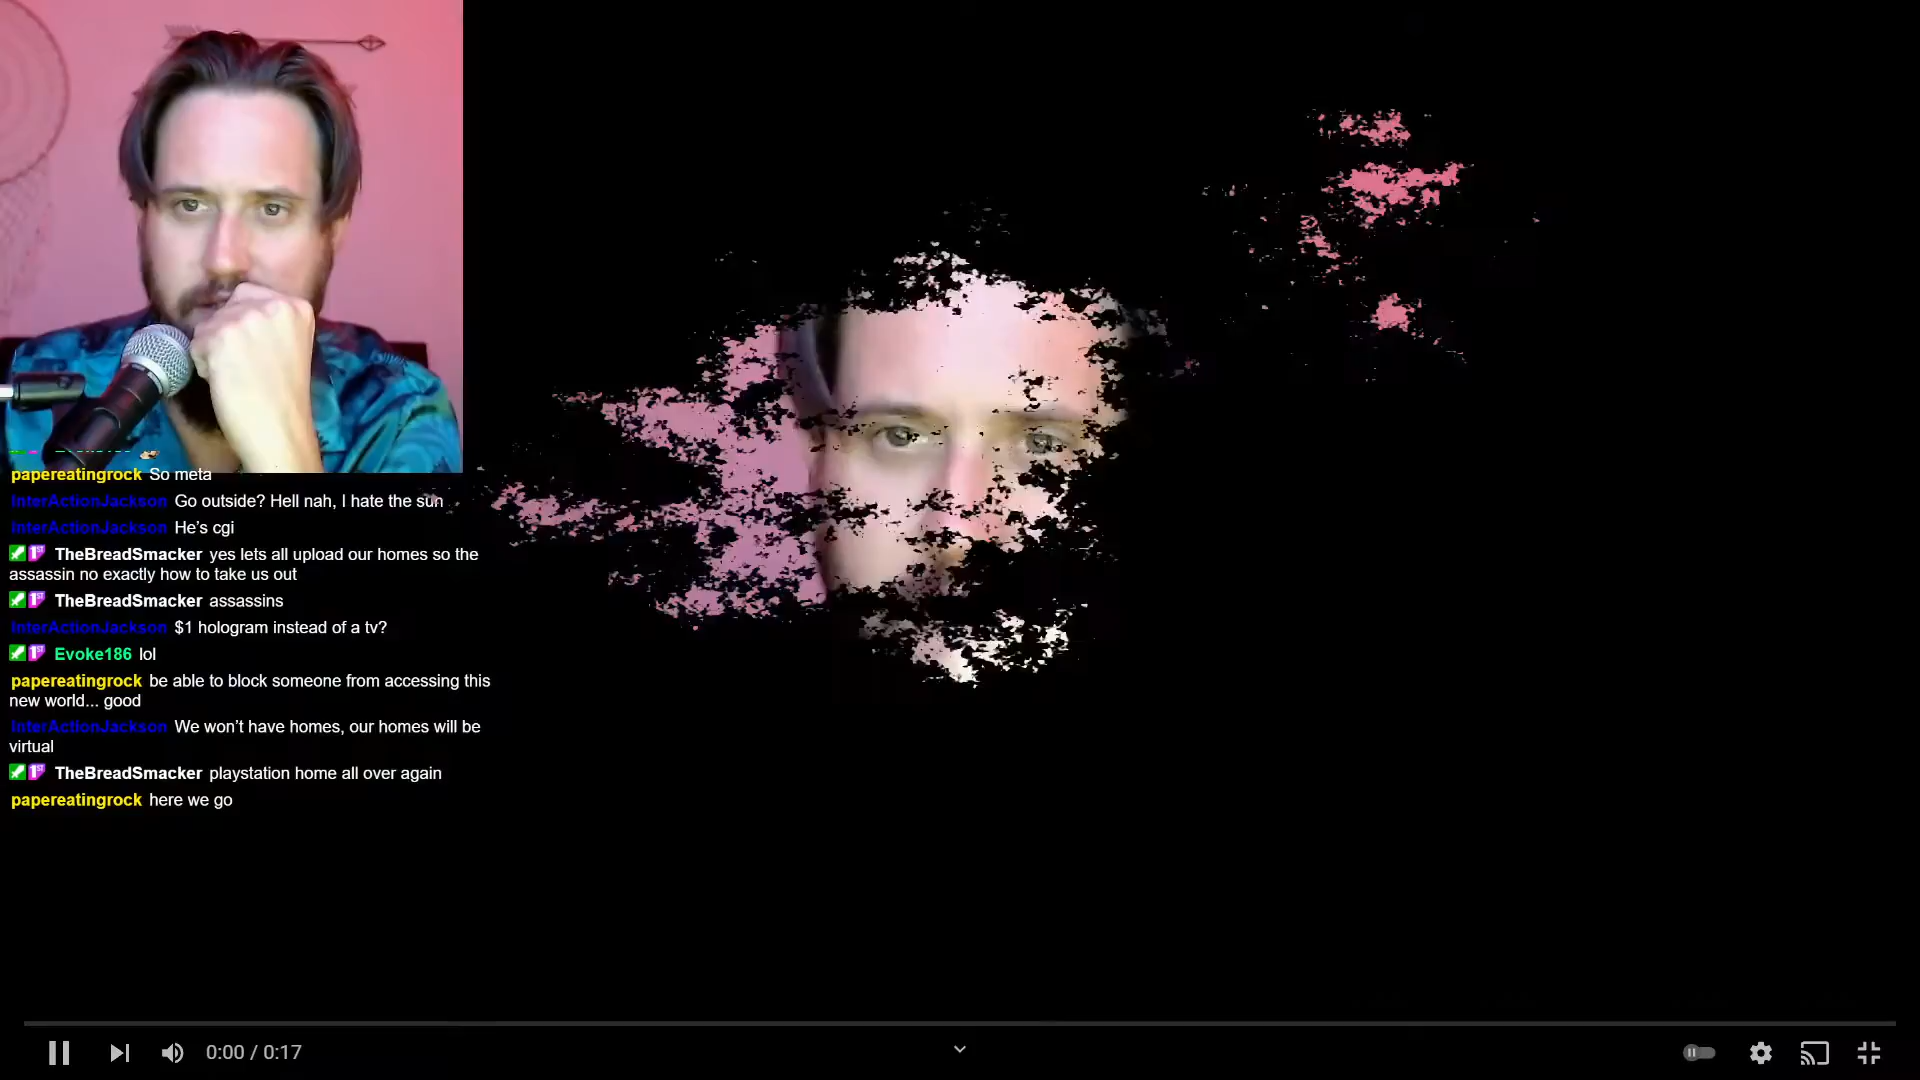 papereatingrock So meta
InterActionJackson Go outside? Hell nah, I hate the sun
InterActionJackson He's cgi
1ST TheBreadSmacker yes lets all upload our homes so the
assassin no exactly how to take us out
1ST TheBreadSmacker assassins
InterActionJackson $1 hologram instead of a tv?
1ST Evoke186 lol
papereatingrock be able to block someone from accessing this
new world... good
InterActionJackson We won't have homes, our homes will be
virtual
1ST TheBreadSmacker playstation home all over again
papereatingrock here we go
0:00 / 0:17